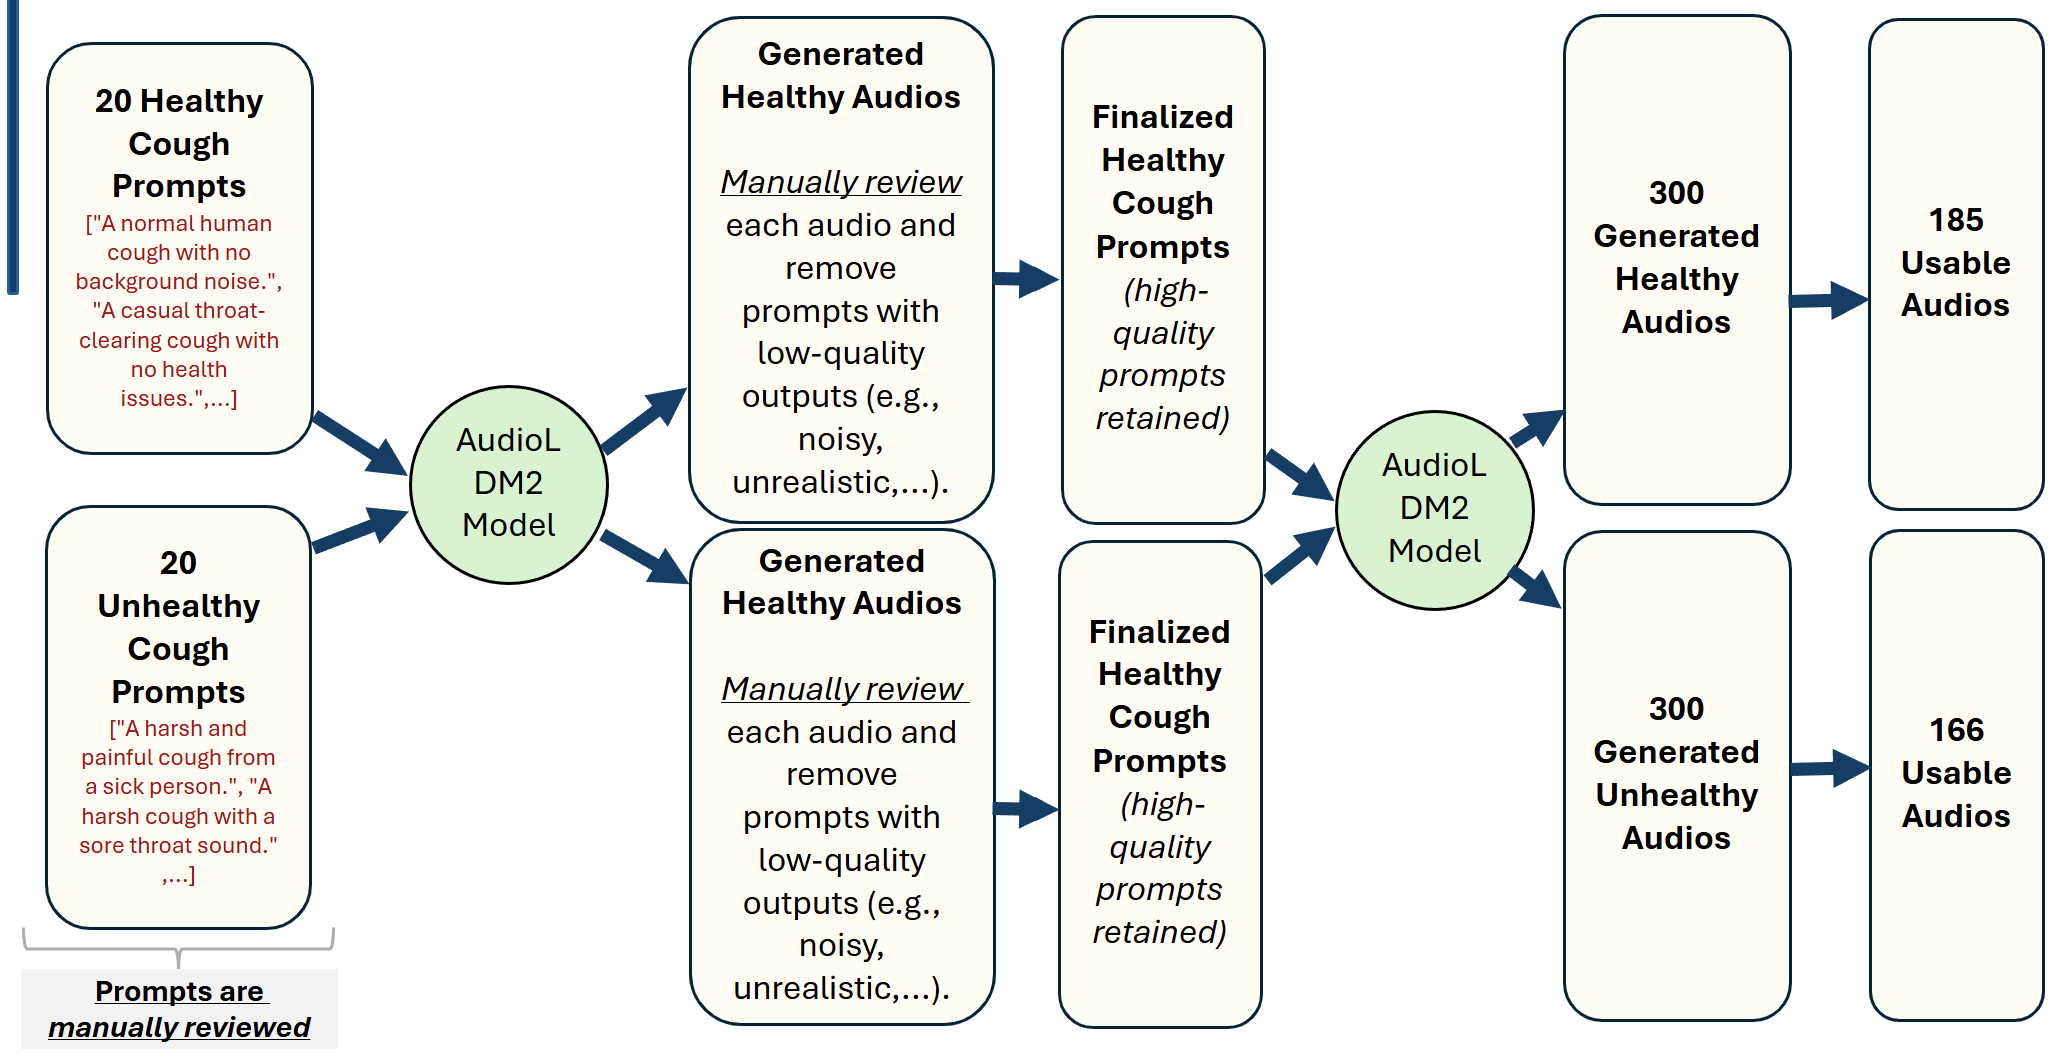 20 Healthy
Cough
Prompts
["A normal human
cough with no
background noise.",
"A casual throat-
clearing cough with
no health
issues.",...]
20
Unhealthy
Cough
Prompts
["A harsh and
painful cough from
a sick person.", "A
harsh cough with a
sore throat sound."
,...]
Prompts are
manually reviewed
AudioL
DM2
Model
Generated
Healthy Audios
Manually review
each audio and
remove
prompts with
low-quality
outputs (e.g.,
noisy,
unrealistic,...).
Generated
Healthy Audios
Manually review
each audio and
remove
prompts with
low-quality
outputs (e.g.,
noisy,
unrealistic,...).
Finalized
Healthy
Cough
Prompts
(high-
quality
prompts
retained)
Finalized
Healthy
Cough
Prompts
(high-
quality
prompts
retained)
AudioL
DM2
Model
300
Generated
Healthy
Audios
300
Generated
Unhealthy
Audios
185
Usable
Audios
166
Usable
Audios